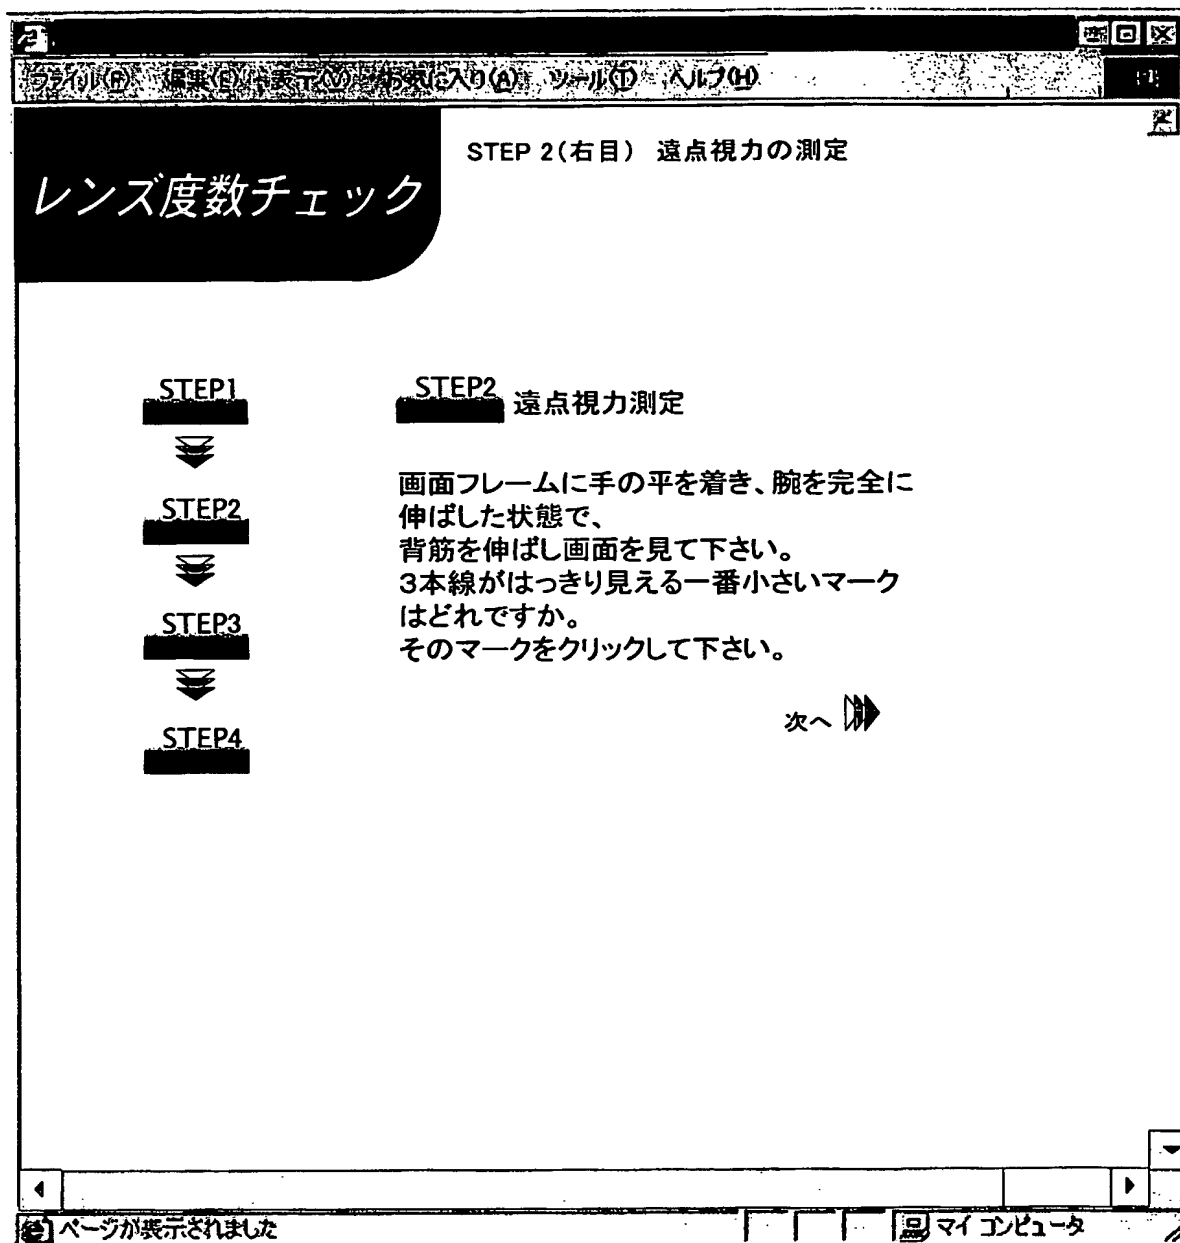 ファイル(F) 編集(E) 表示(V) お気に入り(A) ツール(T) ヘルプ(H)
STEP 2(右目) 遠点視力の測定
レンズ度数チェック
STEP1
STEP2
STEP3
STEP4
STEP2 遠点視力測定
画面フレームに手の平を着き、腕を完全に
伸ばした状態で、
背筋を伸ばし画面を見て下さい。
3本線がはっきり見える一番小さいマーク
はどれですか。
そのマークをクリックして下さい。
次へ
ページが表示されました
マイ コンピュータ